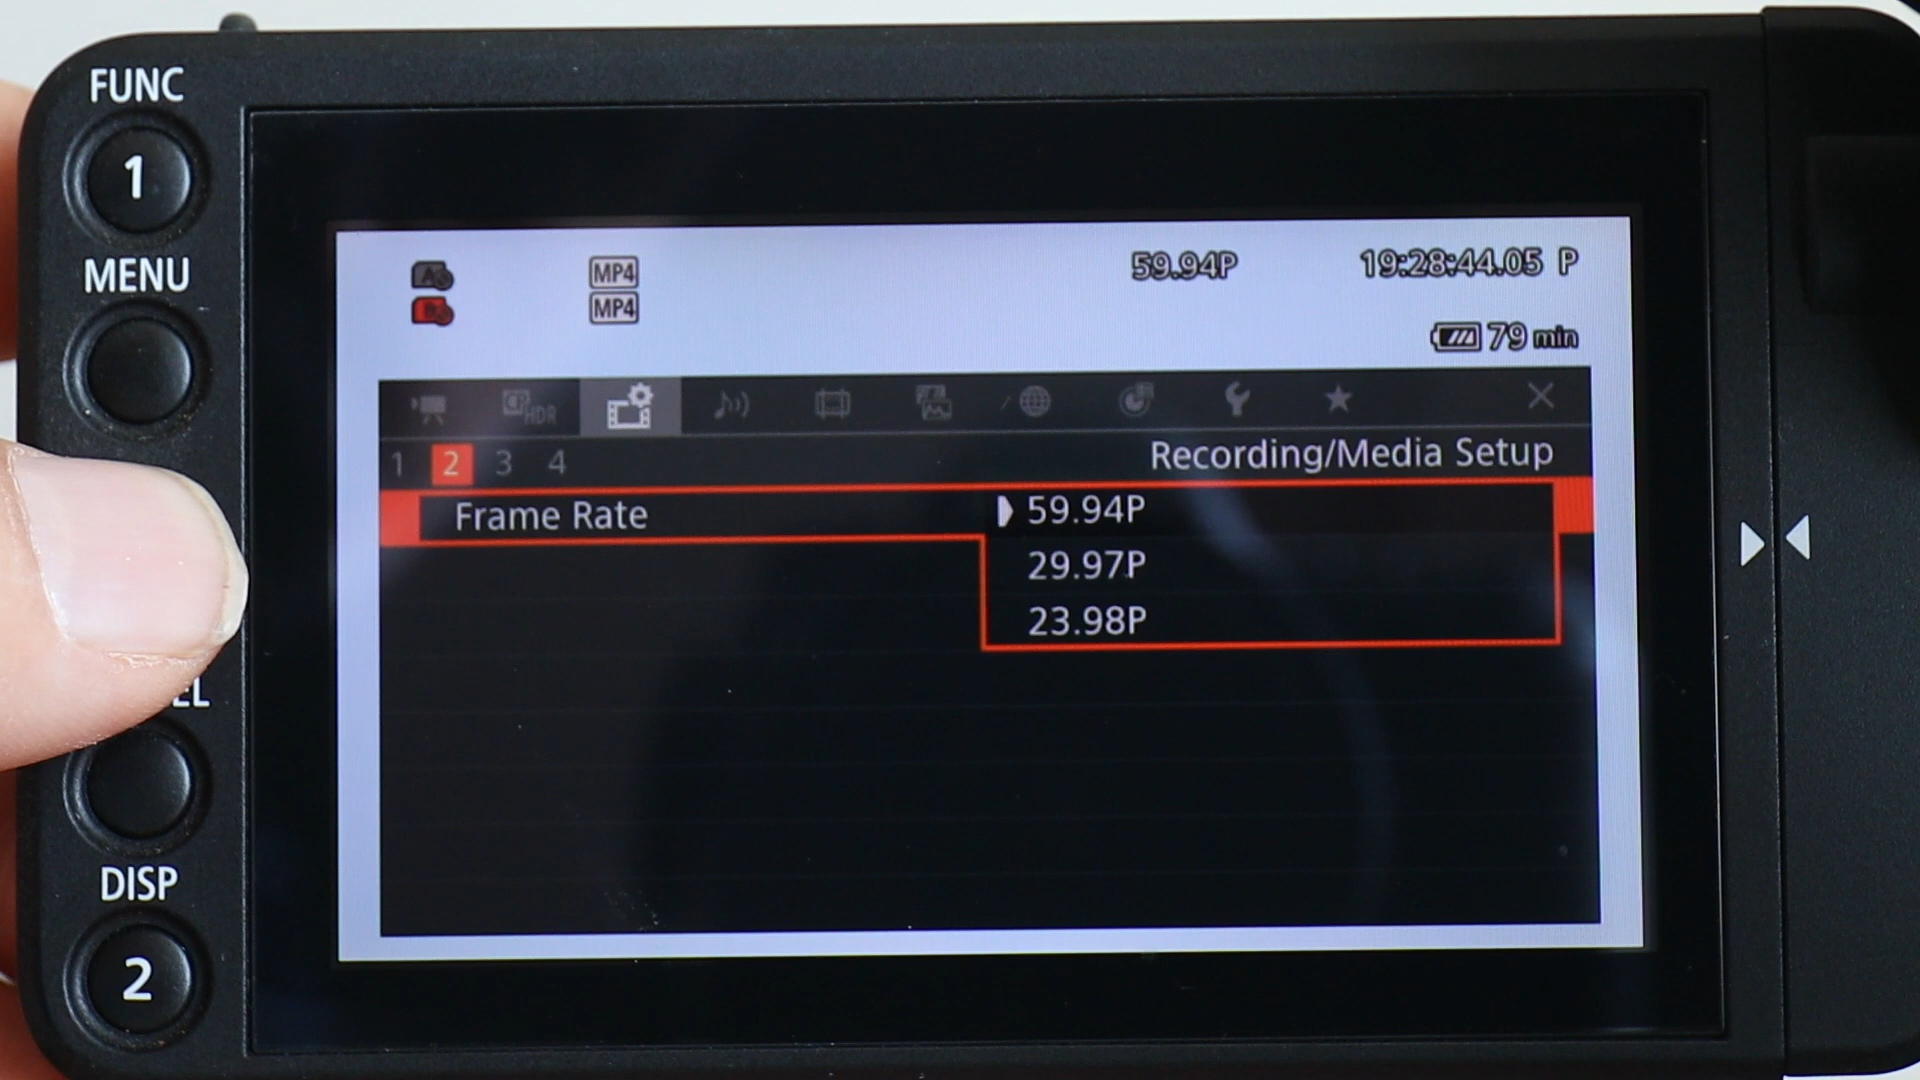 FUNC
1
MENU
DISP
2
MP4
MP4
59.94P
19:28:44.05 P
79 min
HDR
1 2 3 4
Recording/Media Setup
Frame Rate
59.94P
29.97P
23.98P